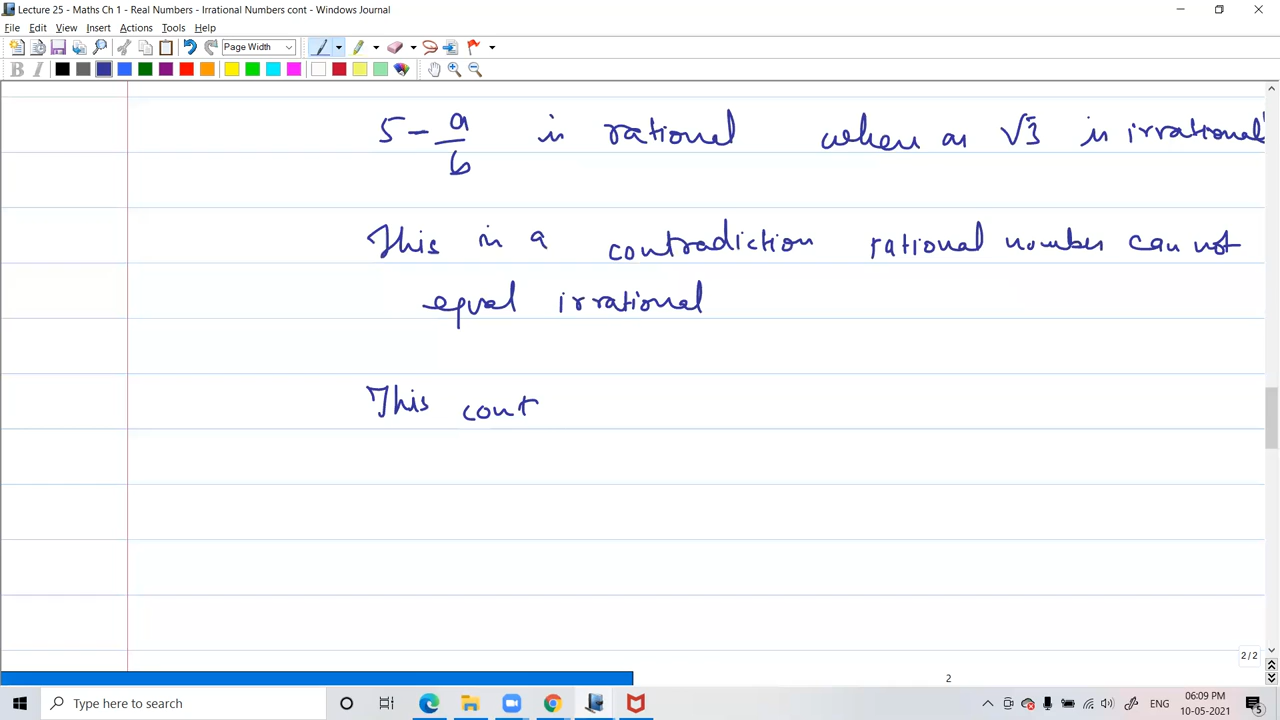 Lecture 25 - Maths Ch 1 - Real Numbers - Irrational Numbers cont - Windows Journal
File Edit View Insert Actions Tools Help
Page Width
B I
5 - a/b is rational when as √3 is irrational
This is a contradiction rational number can not
equal irrational
This cont
2/2
2
Type here to search
ENG
06:09 PM
10-05-2021
5